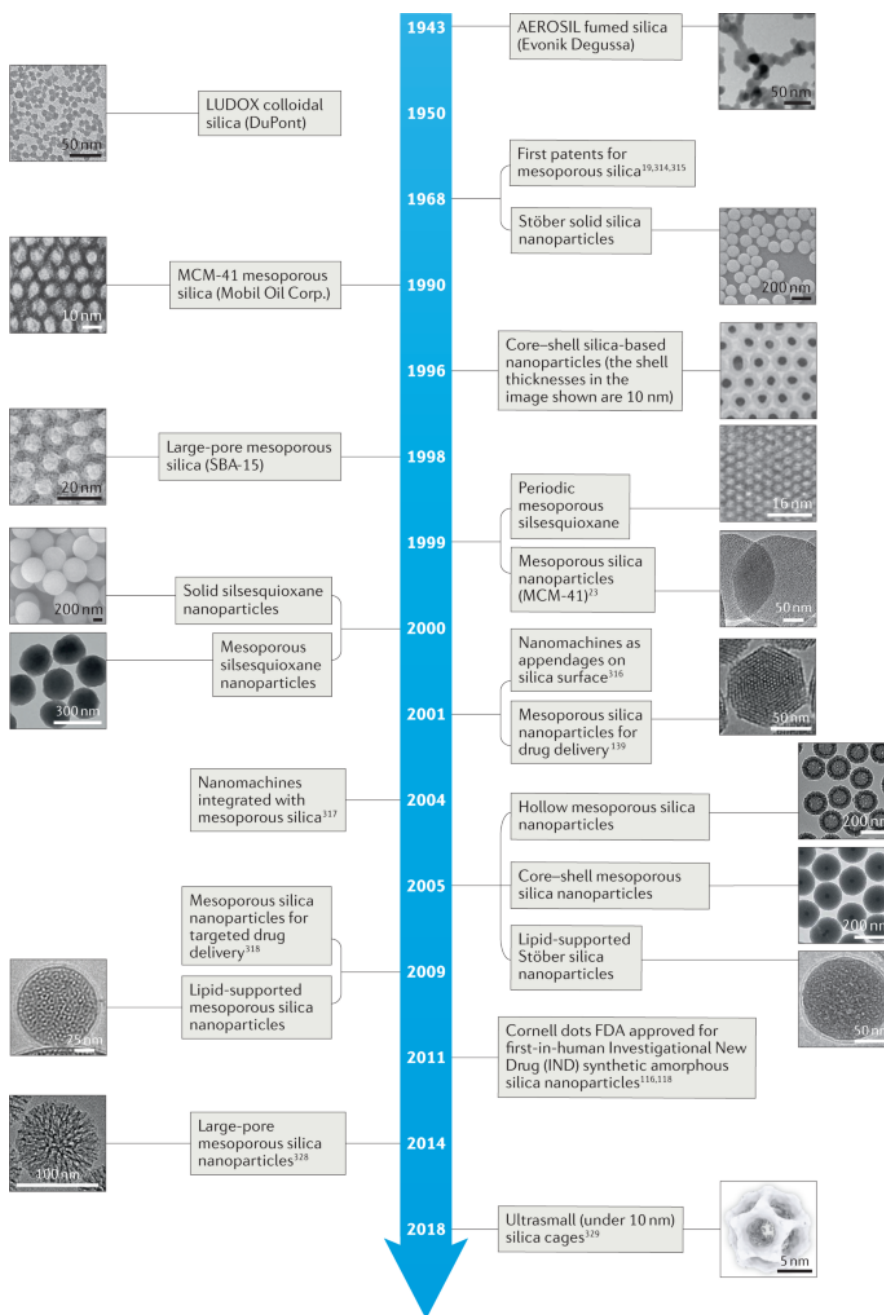 1943
AEROSIL fumed silica
(Evonik Degussa)
50 nm
LUDOX colloidal
silica (DuPont)
50 nm
1950
First patents for
mesoporous silica19,314,315
1968
Stöber solid silica
nanoparticles
200 nm
MCM-41 mesoporous
silica (Mobil Oil Corp.)
10 nm
1990
Core–shell silica-based
nanoparticles (the shell
thicknesses in the
image shown are 10 nm)
1996
Large-pore mesoporous
silica (SBA-15)
20 nm
1998
Periodic
mesoporous
silsesquioxane
16 nm
1999
Mesoporous silica
nanoparticles
(MCM-41)23
50 nm
Solid silsesquioxane
nanoparticles
200 nm
2000
Mesoporous
silsesquioxane
nanoparticles
300 nm
Nanomachines as
appendages on
silica surface316
2001
Mesoporous silica
nanoparticles for
drug delivery139
50 nm
Nanomachines
integrated with
mesoporous silica317
2004
Hollow mesoporous silica
nanoparticles
200 nm
2005
Core–shell mesoporous
silica nanoparticles
200 nm
Lipid-supported
Stöber silica
nanoparticles
50 nm
Mesoporous silica
nanoparticles for
targeted drug
delivery318
2009
Lipid-supported
mesoporous silica
nanoparticles
25 nm
Cornell dots FDA approved for
first-in-human Investigational New
Drug (IND) synthetic amorphous
silica nanoparticles116,118
2011
Large-pore
mesoporous silica
nanoparticles328
100 nm
2014
2018
Ultrasmall (under 10 nm)
silica cages329
5 nm